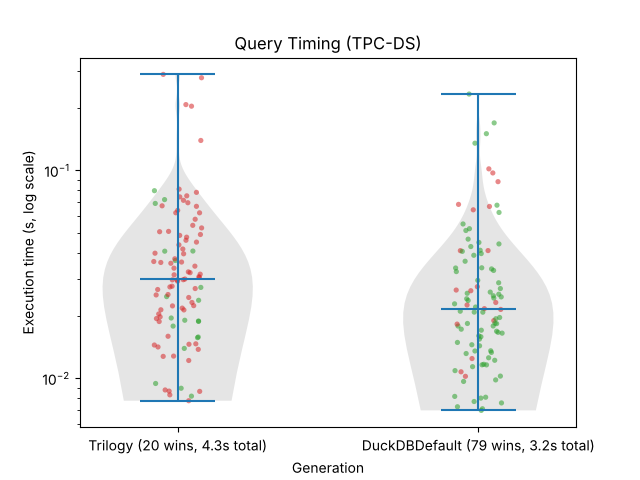 Query Timing (TPC-DS)
Execution time (s, log scale)
10⁻¹
10⁻²
Trilogy (20 wins, 4.3s total)
DuckDBDefault (79 wins, 3.2s total)
Generation